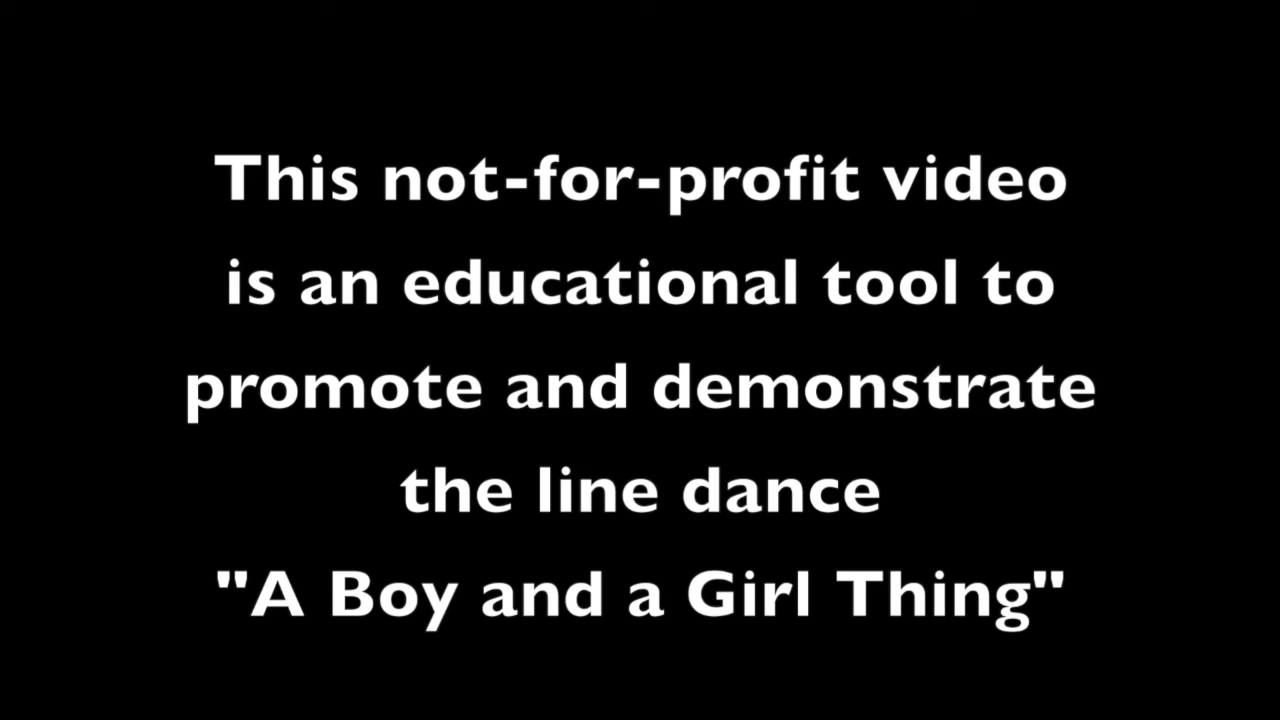 This not-for-profit video
is an educational tool to
promote and demonstrate
the line dance
"A Boy and a Girl Thing"